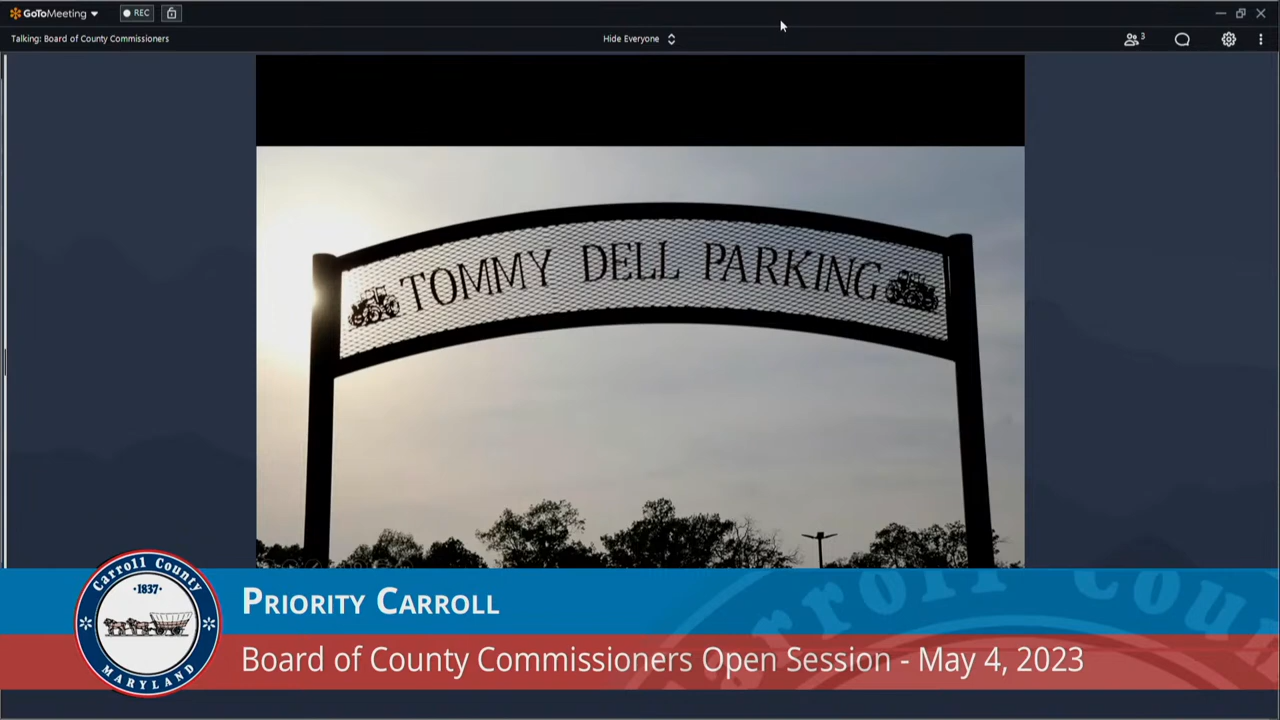 GoToMeeting
REC
Talking: Board of County Commissioners
Hide Everyone
3
TOMMY DELL PARKING
Carroll County
·1837·
MARYLAND
PRIORITY CARROLL
Board of County Commissioners Open Session - May 4, 2023